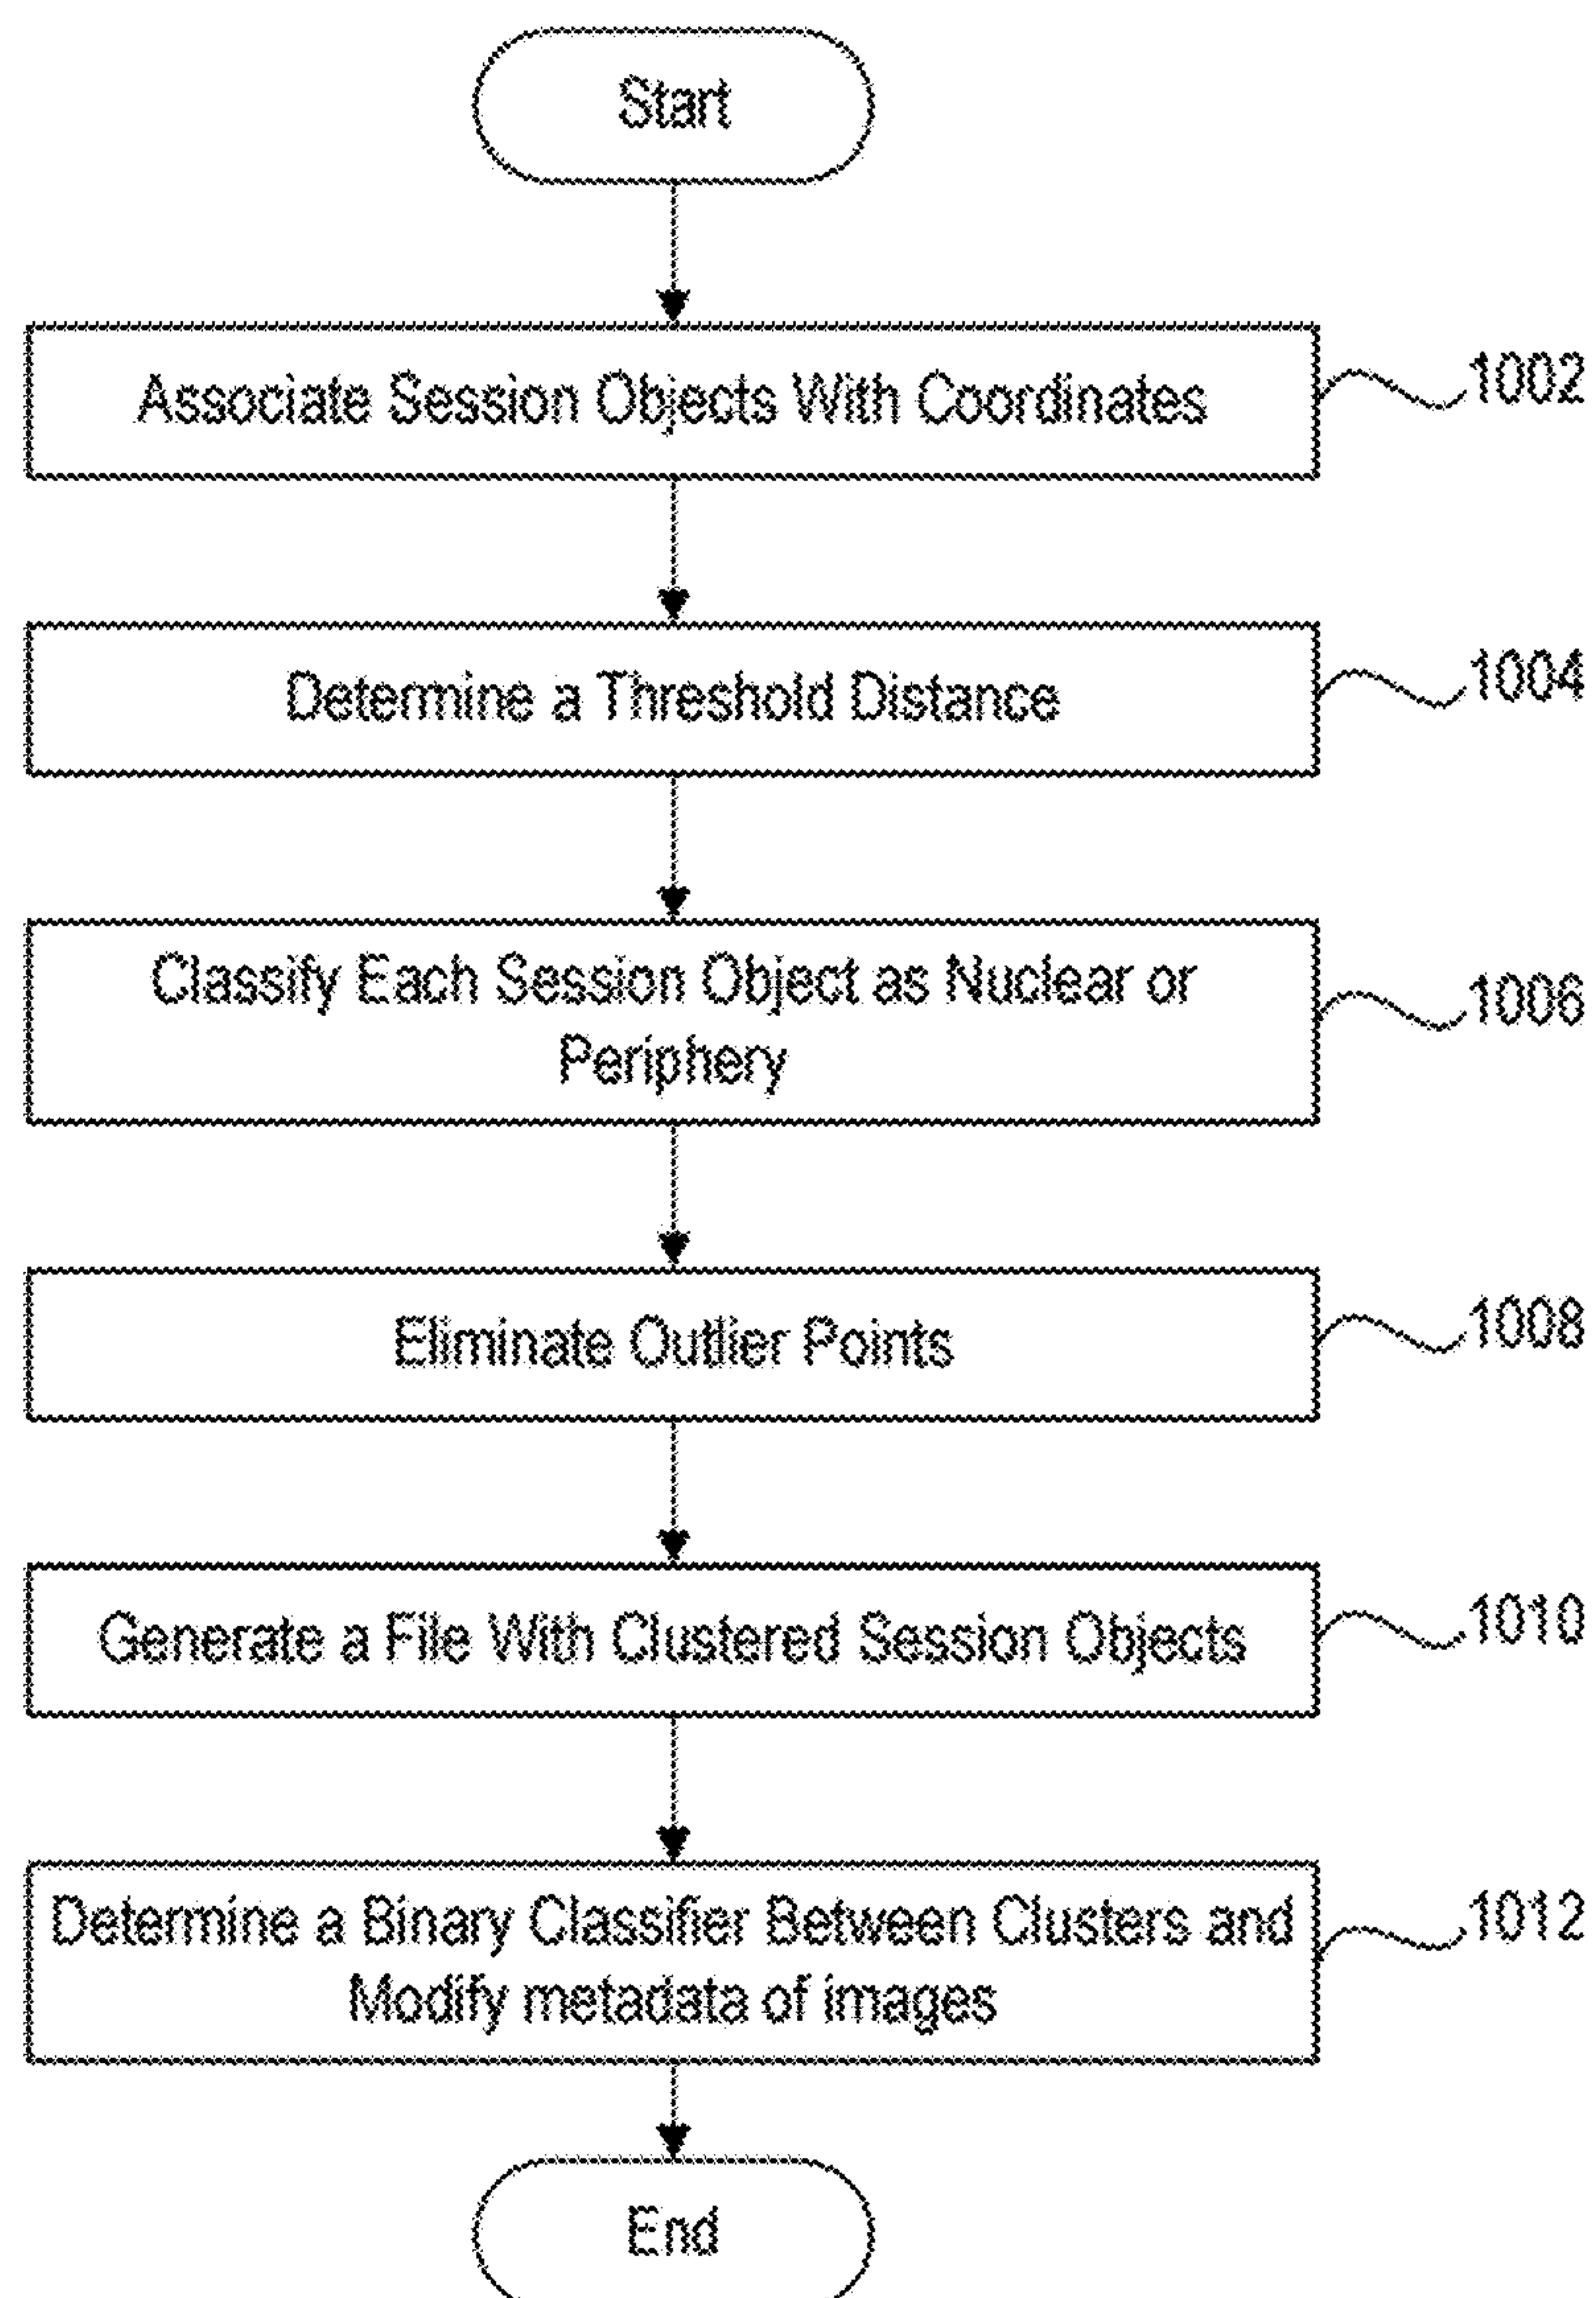 Start
Associate Session Objects With Coordinates
1002
Determine a Threshold Distance
1004
Classify Each Session Object as Nuclear or
Periphery
1006
Eliminate Outlier Points
1008
Generate a File With Clustered Session Objects
1010
Determine a Binary Classifier Between Clusters and
Modify metadata of images
1012
End